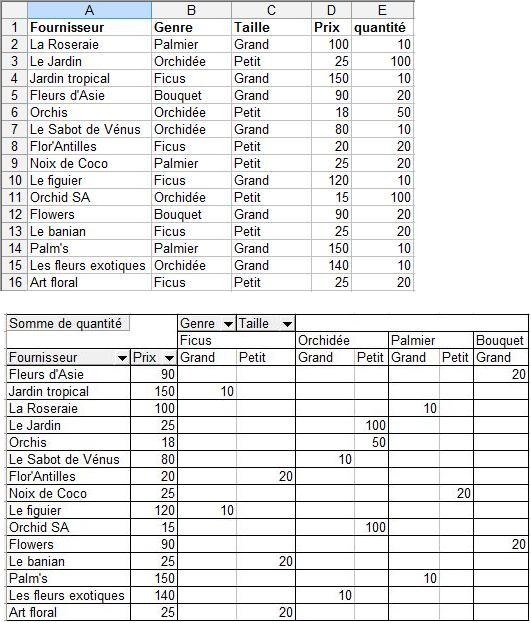 A B C D E
1 Fournisseur Genre Taille Prix quantité
2 La Roseraie Palmier Grand 100 10
3 Le Jardin Orchidée Petit 25 100
4 Jardin tropical Ficus Grand 150 10
5 Fleurs d'Asie Bouquet Grand 90 20
6 Orchis Orchidée Petit 18 50
7 Le Sabot de Vénus Orchidée Grand 80 10
8 Flor'Antilles Ficus Petit 20 20
9 Noix de Coco Palmier Petit 25 20
10 Le figuier Ficus Grand 120 10
11 Orchid SA Orchidée Petit 15 100
12 Flowers Bouquet Grand 90 20
13 Le banian Ficus Petit 25 20
14 Palm's Palmier Grand 150 10
15 Les fleurs exotiques Orchidée Grand 140 10
16 Art floral Ficus Petit 25 20
Somme de quantité Genre Taille
Ficus Orchidée Palmier Bouquet
Fournisseur Prix Grand Petit Grand Petit Grand Petit Grand
Fleurs d'Asie 90 20
Jardin tropical 150 10
La Roseraie 100 10
Le Jardin 25 100
Orchis 18 50
Le Sabot de Vénus 80 10
Flor'Antilles 20 20
Noix de Coco 25 20
Le figuier 120 10
Orchid SA 15 100
Flowers 90 20
Le banian 25 20
Palm's 150 10
Les fleurs exotiques 140 10
Art floral 25 20